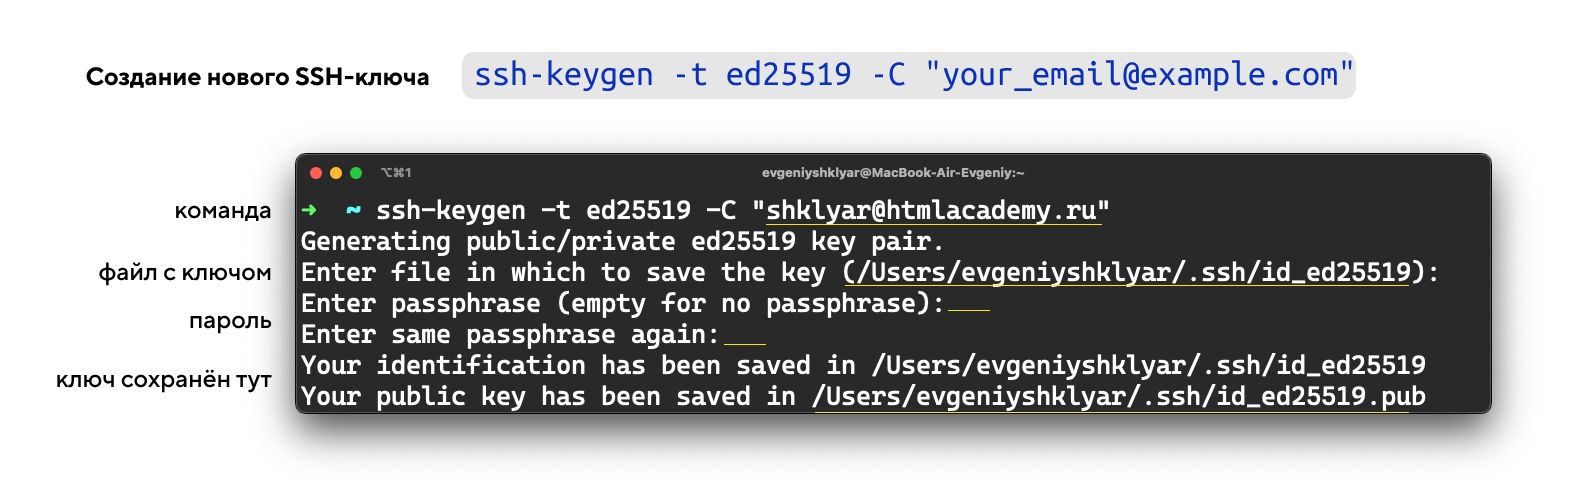 Создание нового SSH-ключа ssh-keygen -t ed25519 -C "your_email@example.com"
⌥⌘1 evgeniyshklyar@MacBook-Air-Evgeniy:~
команда ➜ ~ ssh-keygen -t ed25519 -C "shklyar@htmlacademy.ru"
Generating public/private ed25519 key pair.
файл с ключом Enter file in which to save the key (/Users/evgeniyshklyar/.ssh/id_ed25519):
Enter passphrase (empty for no passphrase):
пароль
Enter same passphrase again:
Your identification has been saved in /Users/evgeniyshklyar/.ssh/id_ed25519
ключ сохранён тут
Your public key has been saved in /Users/evgeniyshklyar/.ssh/id_ed25519.pub